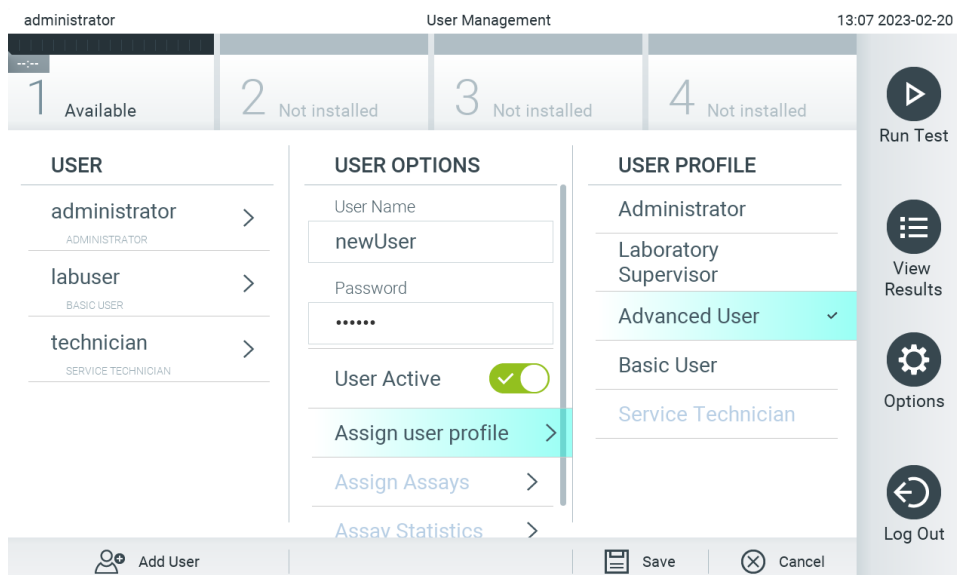 administrator
User Management
13:07 2023-02-20
--:--
1 Available
2 Not installed
3 Not installed
4 Not installed
Run Test
View
Results
Options
Log Out
USER
administrator
ADMINISTRATOR
labuser
BASIC USER
technician
SERVICE TECHNICIAN
USER OPTIONS
User Name
newUser
Password
••••••
User Active
Assign user profile
Assign Assays
Assay Statistics
USER PROFILE
Administrator
Laboratory
Supervisor
Advanced User
Basic User
Service Technician
Add User
Save
Cancel